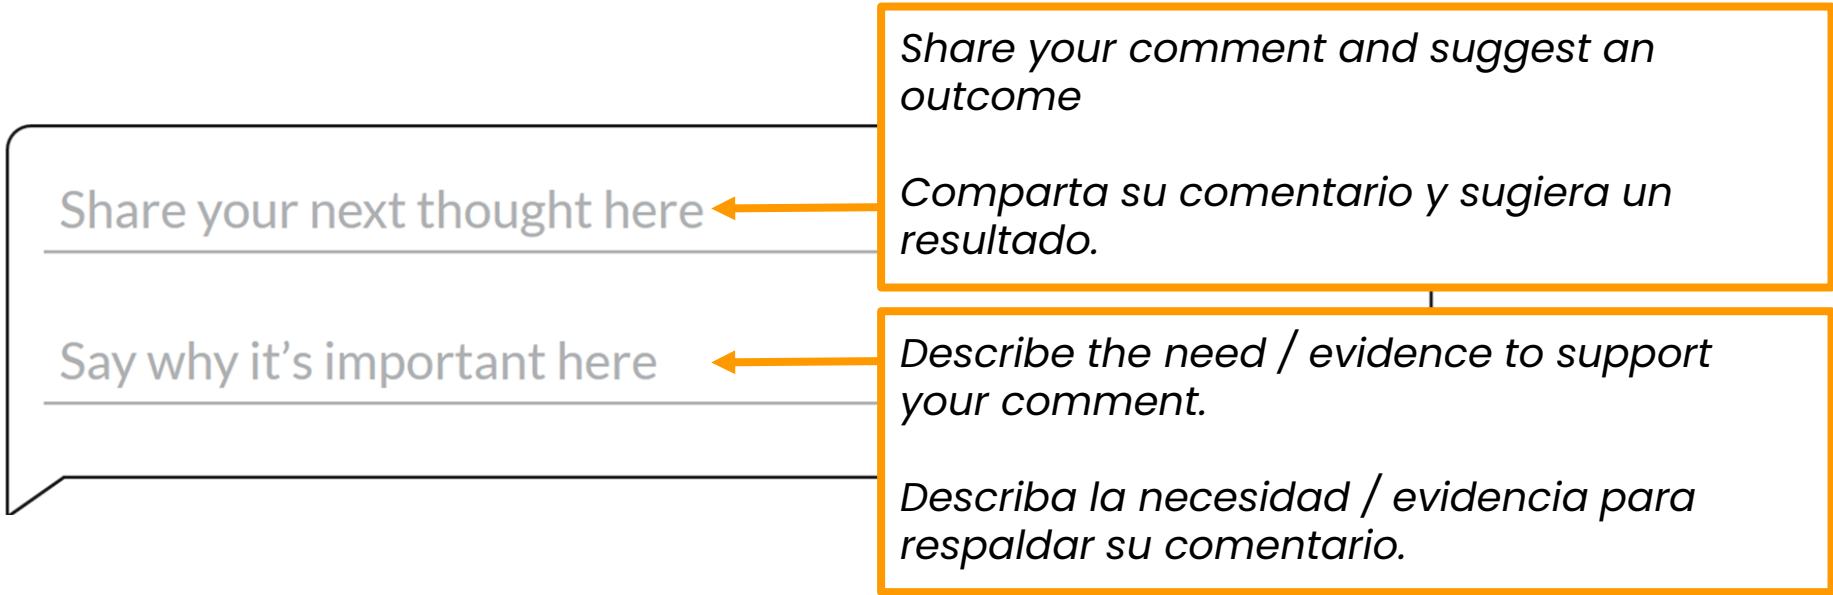 Share your comment and suggest an
outcome
Comparta su comentario y sugiera un
resultado.
Share your next thought here
Describe the need / evidence to support
your comment.
Describa la necesidad / evidencia para
respaldar su comentario.
Say why it’s important here